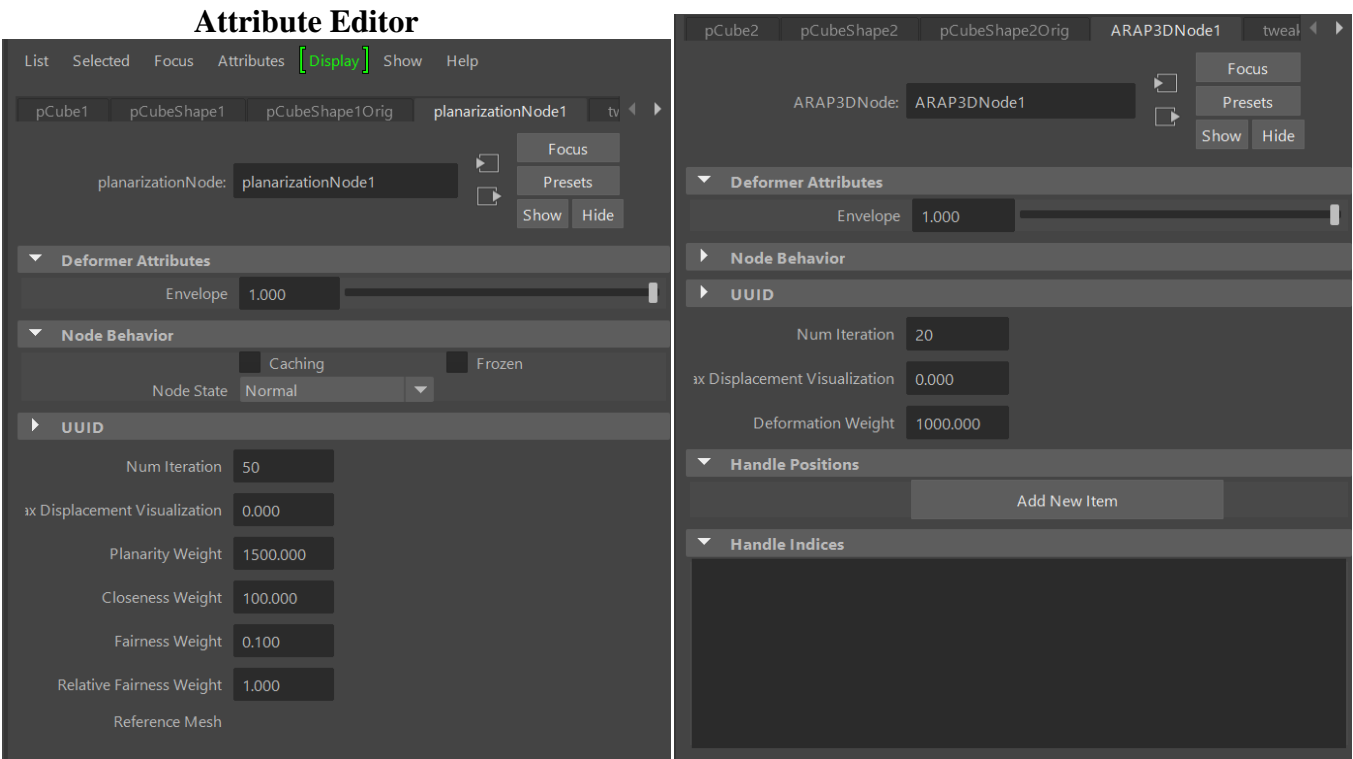 Attribute Editor
List Selected Focus Attributes [Display] Show Help
pCube1 pCubeShape1 pCubeShape1Orig planarizationNode1 tv
Focus
planarizationNode: planarizationNode1
Presets
Show Hide
Deformer Attributes
Envelope 1.000
Node Behavior
Caching Frozen
Node State Normal
UUID
Num Iteration 50
ax Displacement Visualization 0.000
Planarity Weight 1500.000
Closeness Weight 100.000
Fairness Weight 0.100
Relative Fairness Weight 1.000
Reference Mesh
pCube2 pCubeShape2 pCubeShape2Orig ARAP3DNode1 tweak
Focus
ARAP3DNode: ARAP3DNode1
Presets
Show Hide
Deformer Attributes
Envelope 1.000
Node Behavior
UUID
Num Iteration 20
ax Displacement Visualization 0.000
Deformation Weight 1000.000
Handle Positions
Add New Item
Handle Indices